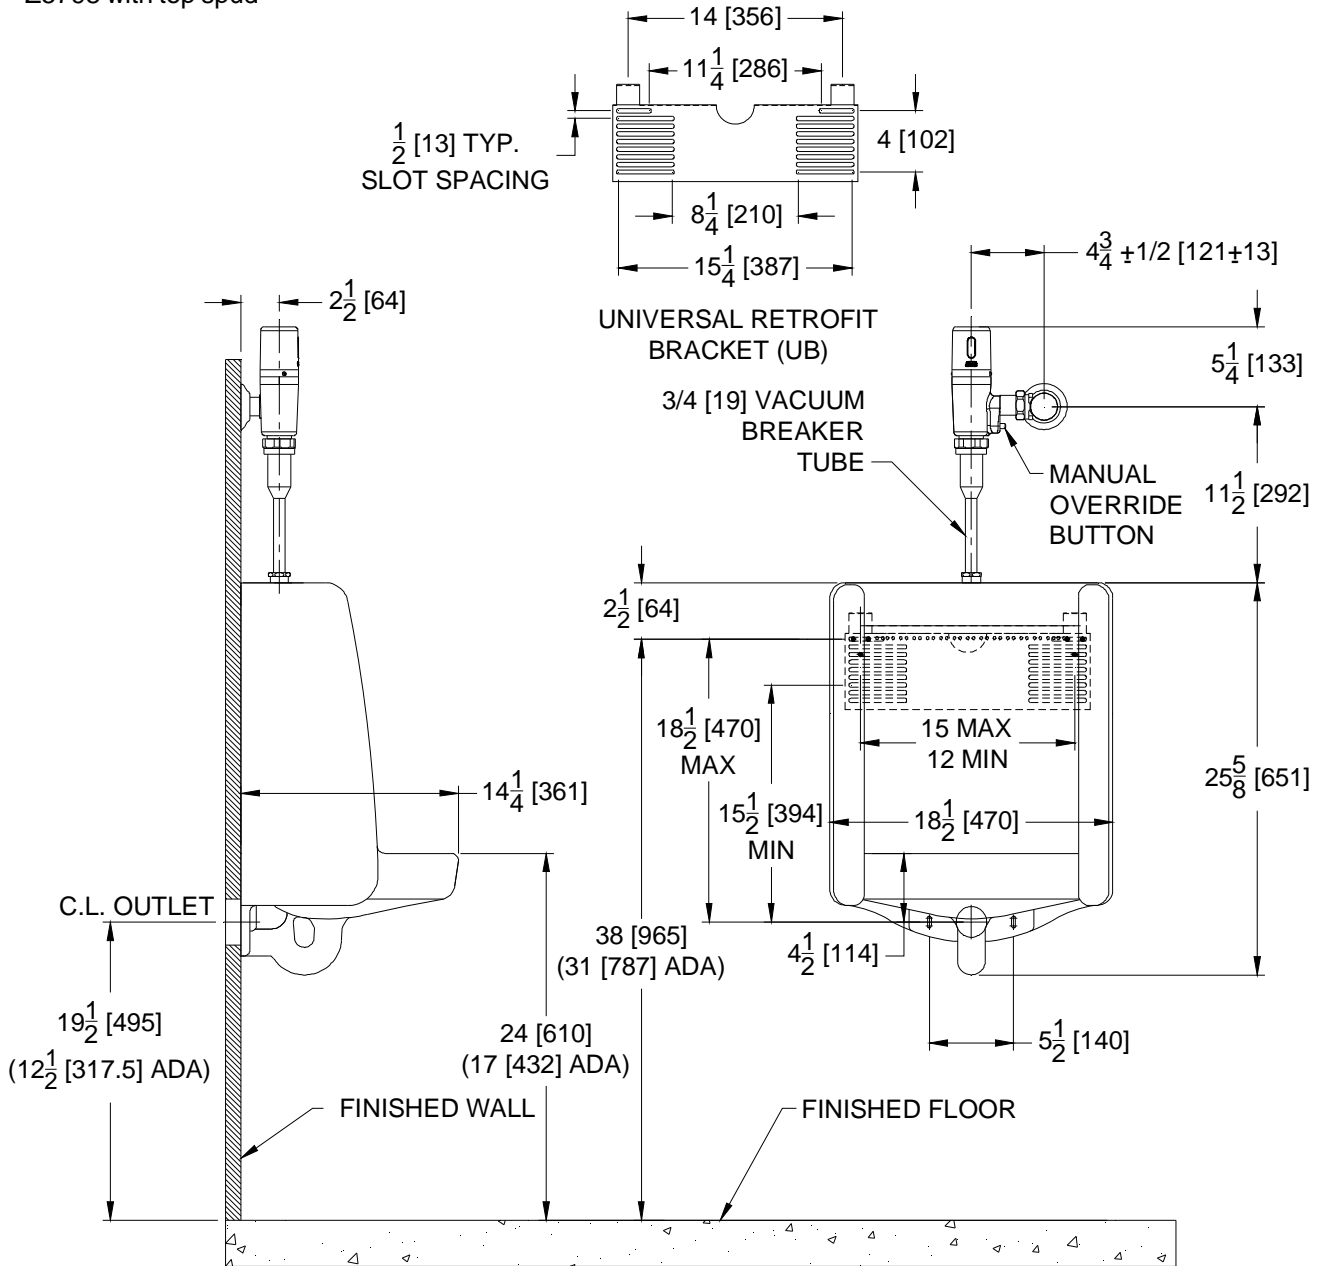 with top spud
14 [356]
11 1/4 [286]
1/2 [13] TYP.
SLOT SPACING
4 [102]
8 1/4 [210]
15 1/4 [387]
4 3/4 ±1/2 [121±13]
2 1/2 [64]
UNIVERSAL RETROFIT
BRACKET (UB)
5 1/4 [133]
3/4 [19] VACUUM
BREAKER
TUBE
MANUAL
OVERRIDE
BUTTON
11 1/2 [292]
2 1/2 [64]
18 1/2 [470]
MAX
15 MAX
12 MIN
25 5/8 [651]
14 1/4 [361]
15 1/2 [394]
MIN
18 1/2 [470]
C.L. OUTLET
38 [965]
(31 [787] ADA)
4 1/2 [114]
19 1/2 [495]
(12 1/2 [317.5] ADA)
24 [610]
(17 [432] ADA)
5 1/2 [140]
FINISHED WALL
FINISHED FLOOR